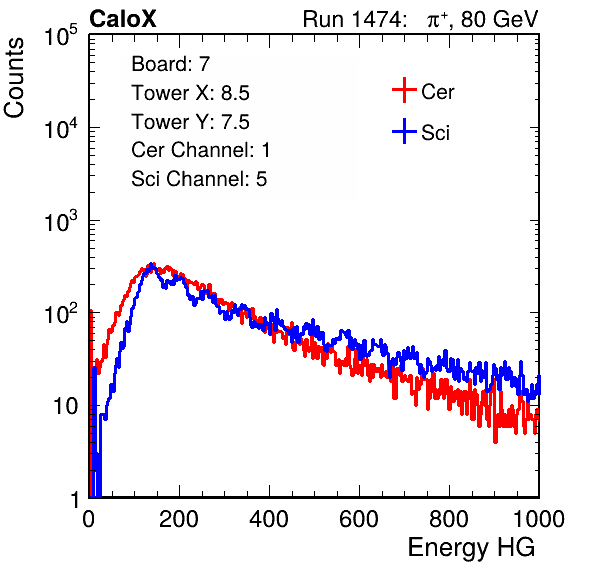 CaloX Run 1474: π⁺, 80 GeV
Counts
10⁵
10⁴
10³
10²
10
1
Board: 7
Tower X: 8.5
Tower Y: 7.5
Cer Channel: 1
Sci Channel: 5
Cer
Sci
0 200 400 600 800 1000
Energy HG